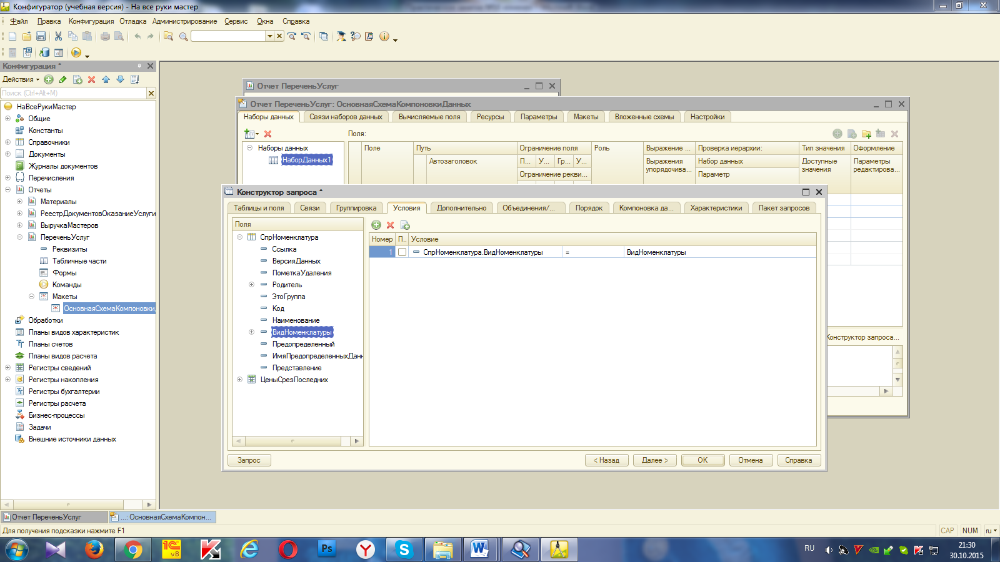 Конфигуратор (учебная версия) - На все руки мастер
Файл Правка Конфигурация Отладка Администрирование Сервис Окна Справка
Конфигурация *
Действия
Поиск (Ctrl+Alt+M)
НаВсеРукиМастер
Общие
Константы
Справочники
Документы
Журналы документов
Перечисления
Отчеты
Материалы
РеестрДокументовОказаниеУслуги
ВыручкаМастеров
ПереченьУслуг
Реквизиты
Табличные части
Формы
Команды
Макеты
ОсновнаяСхемаКомпоновки
Обработки
Планы видов характеристик
Планы счетов
Планы видов расчета
Регистры сведений
Регистры накопления
Регистры бухгалтерии
Регистры расчета
Бизнес-процессы
Задачи
Внешние источники данных
Отчет ПереченьУслуг
Отчет ПереченьУслуг: ОсновнаяСхемаКомпоновкиДанных
Наборы данных Связи наборов данных Вычисляемые поля Ресурсы Параметры Макеты Вложенные схемы Настройки
Поля:
Наборы данных
НаборДанных1
Поле Путь Ограничение поля Роль Выражение ... Проверка иерархии: Тип значения Оформление
Автозаголовок П... У... Гр... У... Выражения упорядочива... Набор данных Доступные значения Параметры редактирова...
Ограничение рекви... Параметр
Конструктор запроса...
Конструктор запроса *
Таблицы и поля Связи Группировка Условия Дополнительно Объединения/... Порядок Компоновка да... Характеристики Пакет запросов
Поля
СпрНоменклатура
Ссылка
ВерсияДанных
ПометкаУдаления
Родитель
ЭтоГруппа
Код
Наименование
ВидНоменклатуры
Предопределенный
ИмяПредопределенныхДанн
Представление
ЦеныСрезПоследних
Номер П.. Условие
1 СпрНоменклатура.ВидНоменклатуры = ВидНоменклатуры
Запрос < Назад Далее > ОК Отмена Справка
Отчет ПереченьУслуг ...: ОсновнаяСхемаКомпон...
Для получения подсказки нажмите F1 CAP NUM ru
RU 21:30
30.10.2015